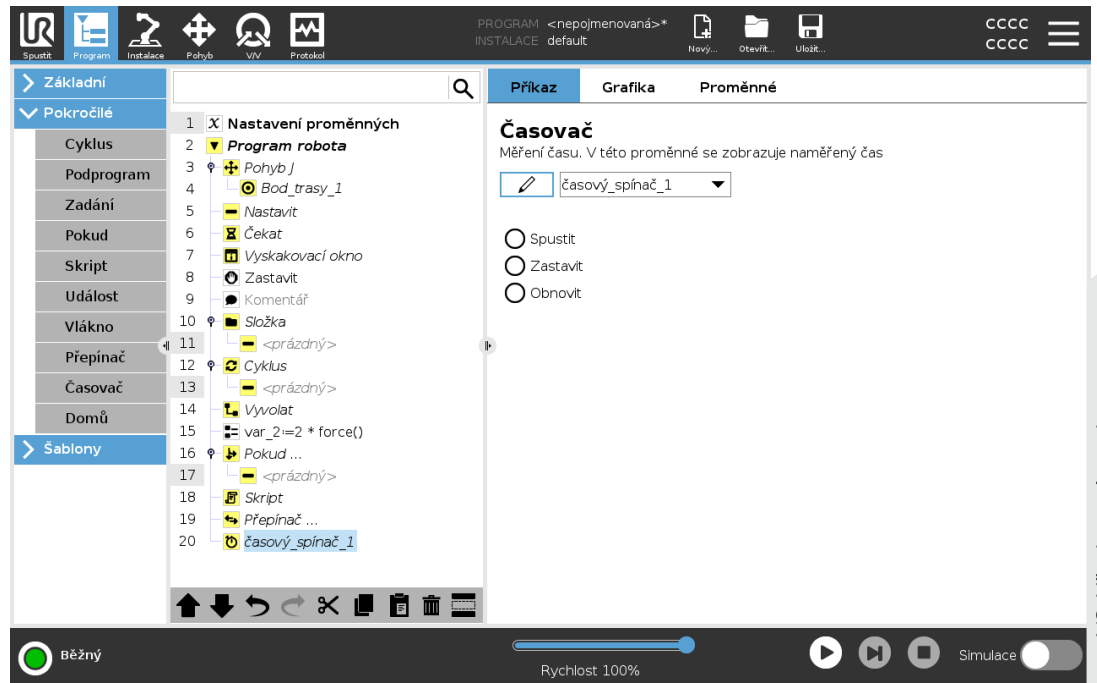 UR
PROGRAM <nepojmenovaná>*
INSTALACE default
CCCC
CCCC
Spustit Program Instalace Pohyb V/V Protokol Nový... Otevřít... Uložit...
Základní
Pokročilé
Cyklus
Podprogram
Zadání
Pokud
Skript
Událost
Vlákno
Přepínač
Časovač
Domů
Šablony
1 X Nastavení proměnných
2 Program robota
3 Pohyb J
4 Bod_trasy_1
5 Nastavit
6 Čekat
7 Vyskakovací okno
8 Zastavit
9 Komentář
10 Složka
11 <prázdný>
12 Cyklus
13 <prázdný>
14 Vyvolat
15 var_2:=2 * force()
16 Pokud ...
17 <prázdný>
18 Skript
19 Přepínač ...
20 časový_spínač_1
Příkaz Grafika Proměnné
Časovač
Měření času. V této proměnné se zobrazuje naměřený čas
časový_spínač_1
Spustit
Zastavit
Obnovit
Běžný
Rychlost 100%
Simulace